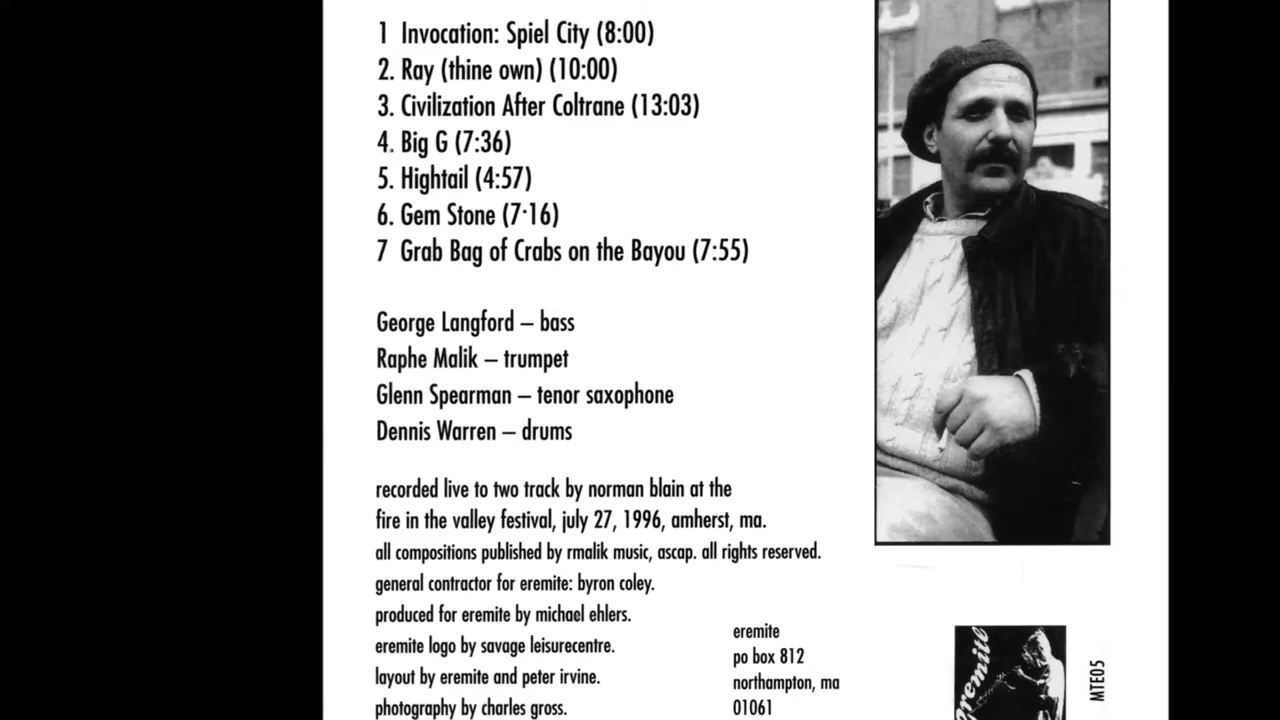 1 Invocation: Spiel City (8:00)
2. Ray (thine own) (10:00)
3. Civilization After Coltrane (13:03)
4. Big G (7:36)
5. Hightail (4:57)
6. Gem Stone (7·16)
7 Grab Bag of Crabs on the Bayou (7:55)
George Langford – bass
Raphe Malik – trumpet
Glenn Spearman – tenor saxophone
Dennis Warren – drums
recorded live to two track by norman blain at the
fire in the valley festival, july 27, 1996, amherst, ma.
all compositions published by rmalik music, ascap. all rights reserved.
general contractor for eremite: byron coley.
produced for eremite by michael ehlers.
eremite logo by savage leisurecentre.
layout by eremite and peter irvine.
photography by charles gross.
eremite
po box 812
northampton, ma
01061
eremite
MTE05